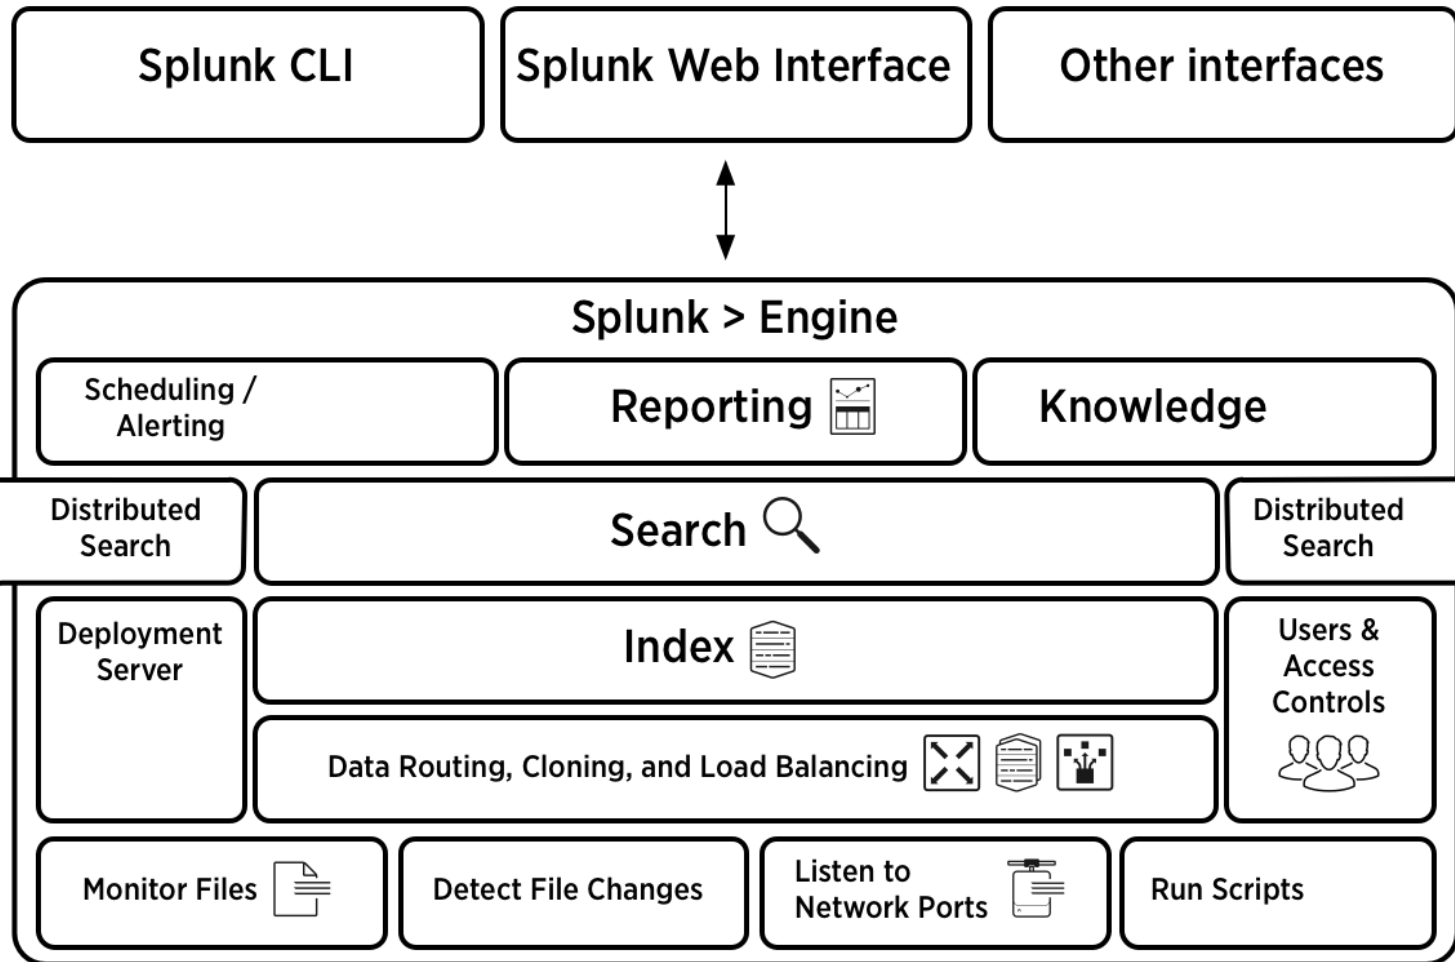 Splunk CLI
Splunk Web Interface
Other interfaces
Splunk > Engine
Scheduling /
Alerting
Reporting
Knowledge
Distributed
Search
Search
Distributed
Search
Deployment
Server
Index
Users &
Access
Controls
Data Routing, Cloning, and Load Balancing
Monitor Files
Detect File Changes
Listen to
Network Ports
Run Scripts